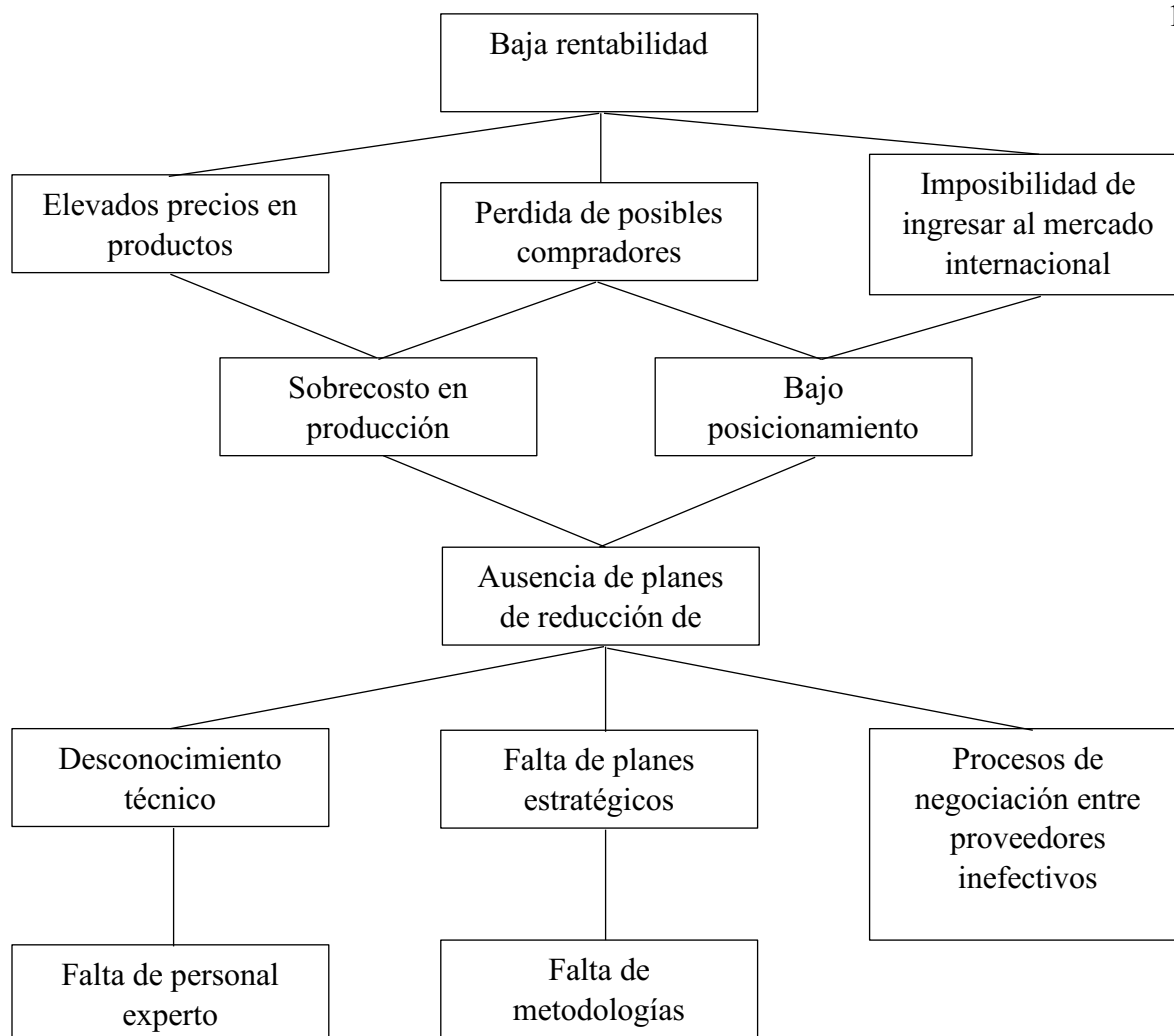 1
Baja rentabilidad
Elevados precios en
productos
Perdida de posibles
compradores
Imposibilidad de
ingresar al mercado
internacional
Sobrecosto en
producción
Bajo
posicionamiento
Ausencia de planes
de reducción de
Desconocimiento
técnico
Falta de planes
estratégicos
Procesos de
negociación entre
proveedores
inefectivos
Falta de personal
experto
Falta de
metodologías